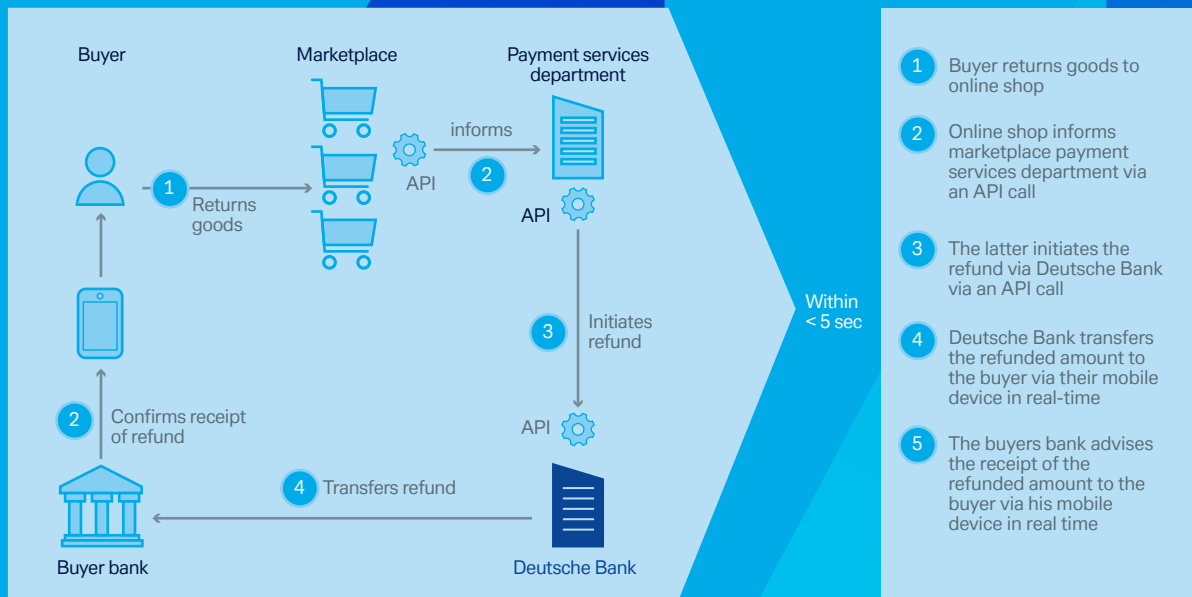 Buyer
Marketplace
Payment services
department
informs
2
API
API
1
Returns
goods
3
Initiates
refund
Within
< 5 sec
2
Confirms receipt
of refund
API
4
Transfers refund
Buyer bank
Deutsche Bank
1
Buyer returns goods to
online shop
2
Online shop informs
marketplace payment
services department via
an API call
3
The latter initiates the
refund via Deutsche Bank
via an API call
4
Deutsche Bank transfers
the refunded amount to
the buyer via their mobile
device in real-time
5
The buyers bank advises
the receipt of the
refunded amount to the
buyer via his mobile
device in real time